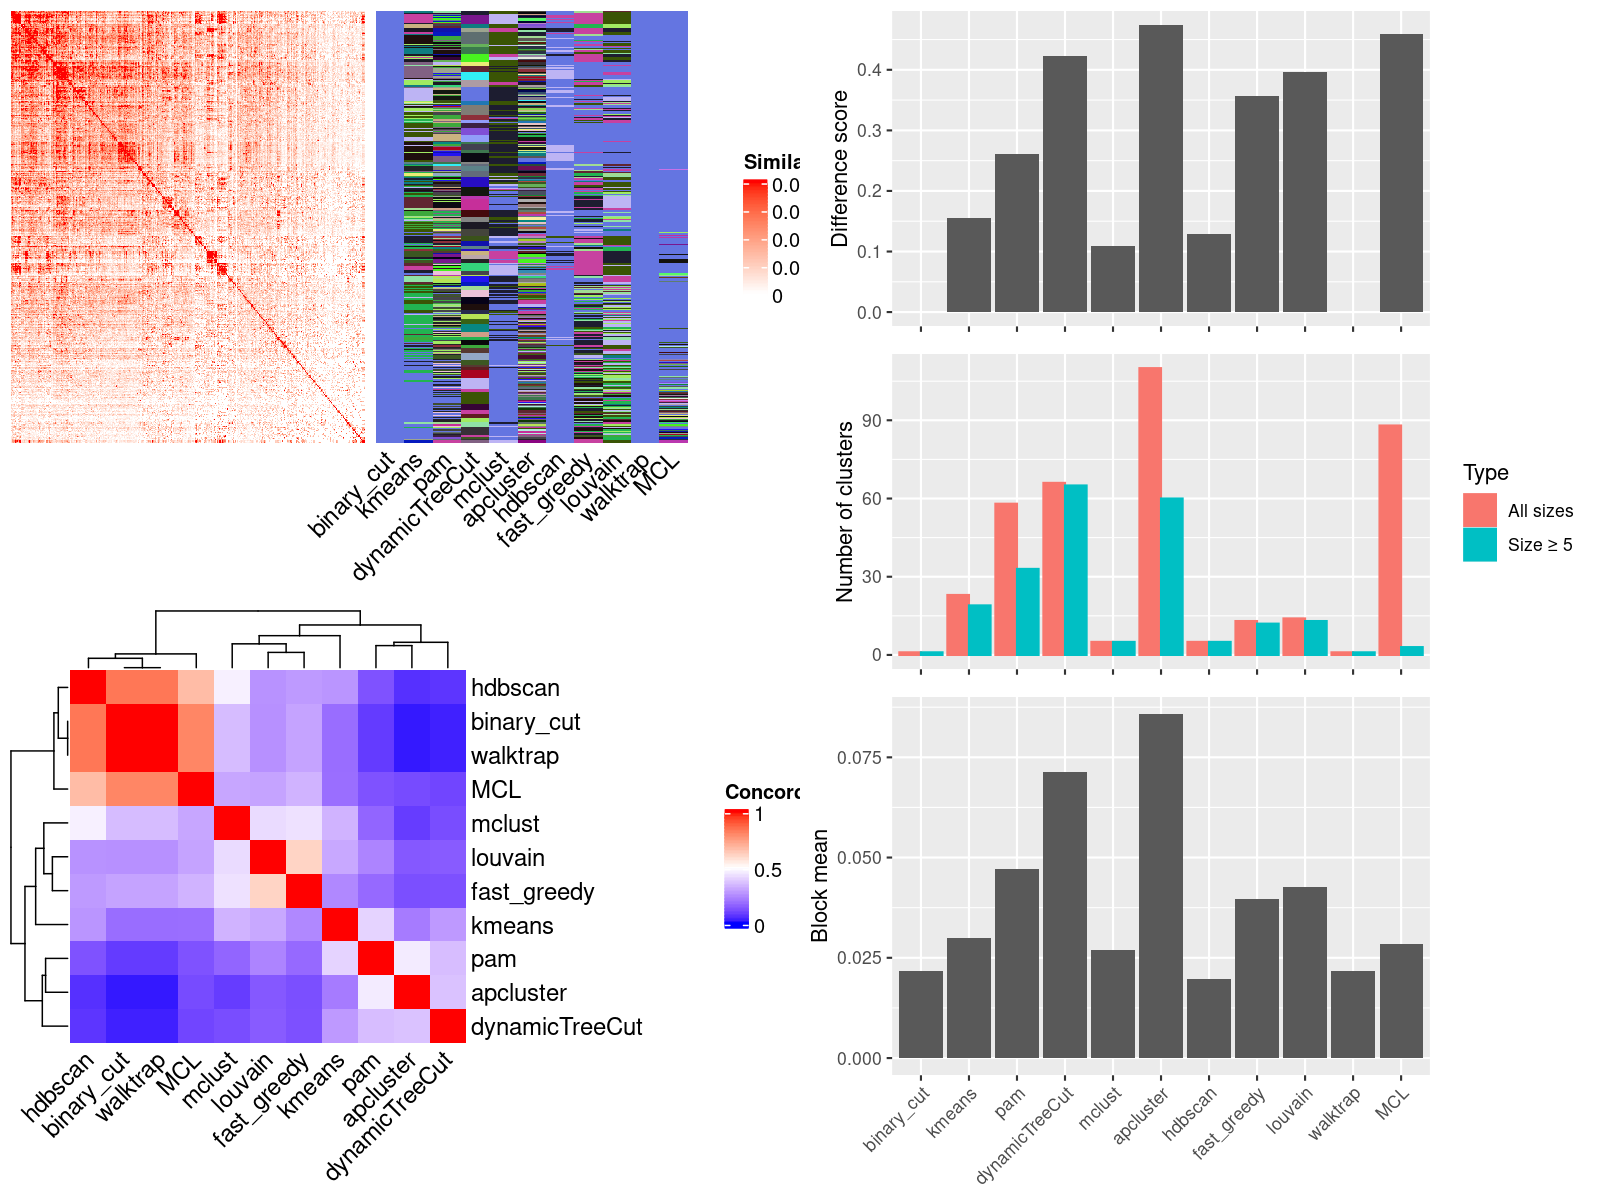 Simila
0.0
0.0
0.0
0.0
0
binary_cut
kmeans
pam
dynamicTreeCut
mclust
apcluster
hdbscan
fast_greedy
louvain
walktrap
MCL
hdbscan
binary_cut
walktrap
MCL
mclust
louvain
fast_greedy
kmeans
pam
apcluster
dynamicTreeCut
hdbscan
binary_cut
walktrap
MCL
mclust
louvain
fast_greedy
kmeans
pam
apcluster
dynamicTreeCut
Concord
1
0.5
0
Difference score
0.4
0.3
0.2
0.1
0.0
Number of clusters
90
60
30
0
Type
All sizes
Size ≥ 5
Block mean
0.075
0.050
0.025
0.000
binary_cut
kmeans
pam
dynamicTreeCut
mclust
apcluster
hdbscan
fast_greedy
louvain
walktrap
MCL